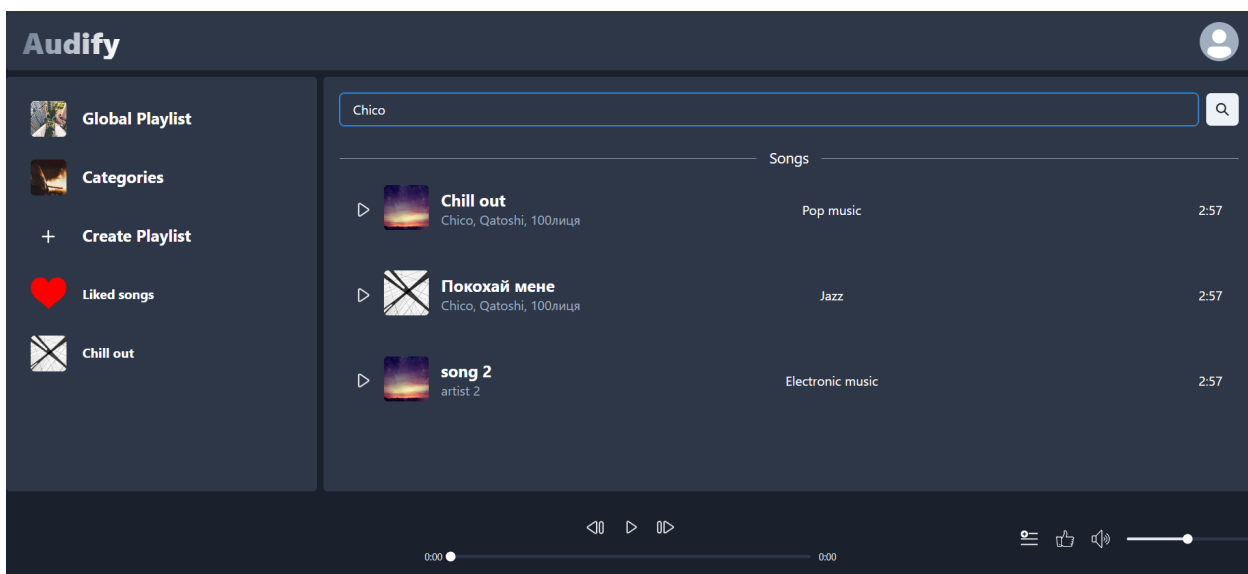 Audify
Global Playlist
Categories
Create Playlist
Liked songs
Chill out
Chico
Songs
Chill out
Chico, Qatoshi, 100лиця
Pop music
2:57
Покохай мене
Chico, Qatoshi, 100лиця
Jazz
2:57
song 2
artist 2
Electronic music
2:57
0:00
0:00